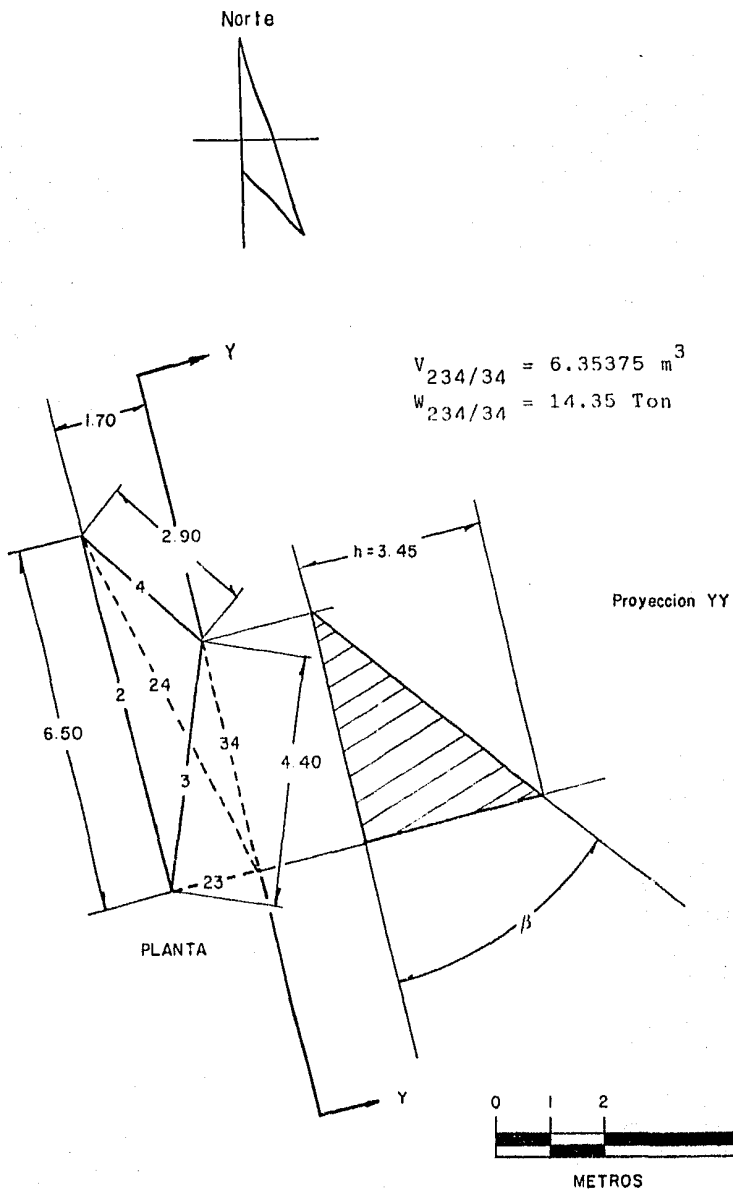 Norte
Y
V234/34 = 6.35375 m3
W234/34 = 14.35 Ton
1.70
2.90
h=3.45
Proyeccion YY
4
24
2
6.50
34
3
4.40
23
β
PLANTA
Y
0 1 2
METROS